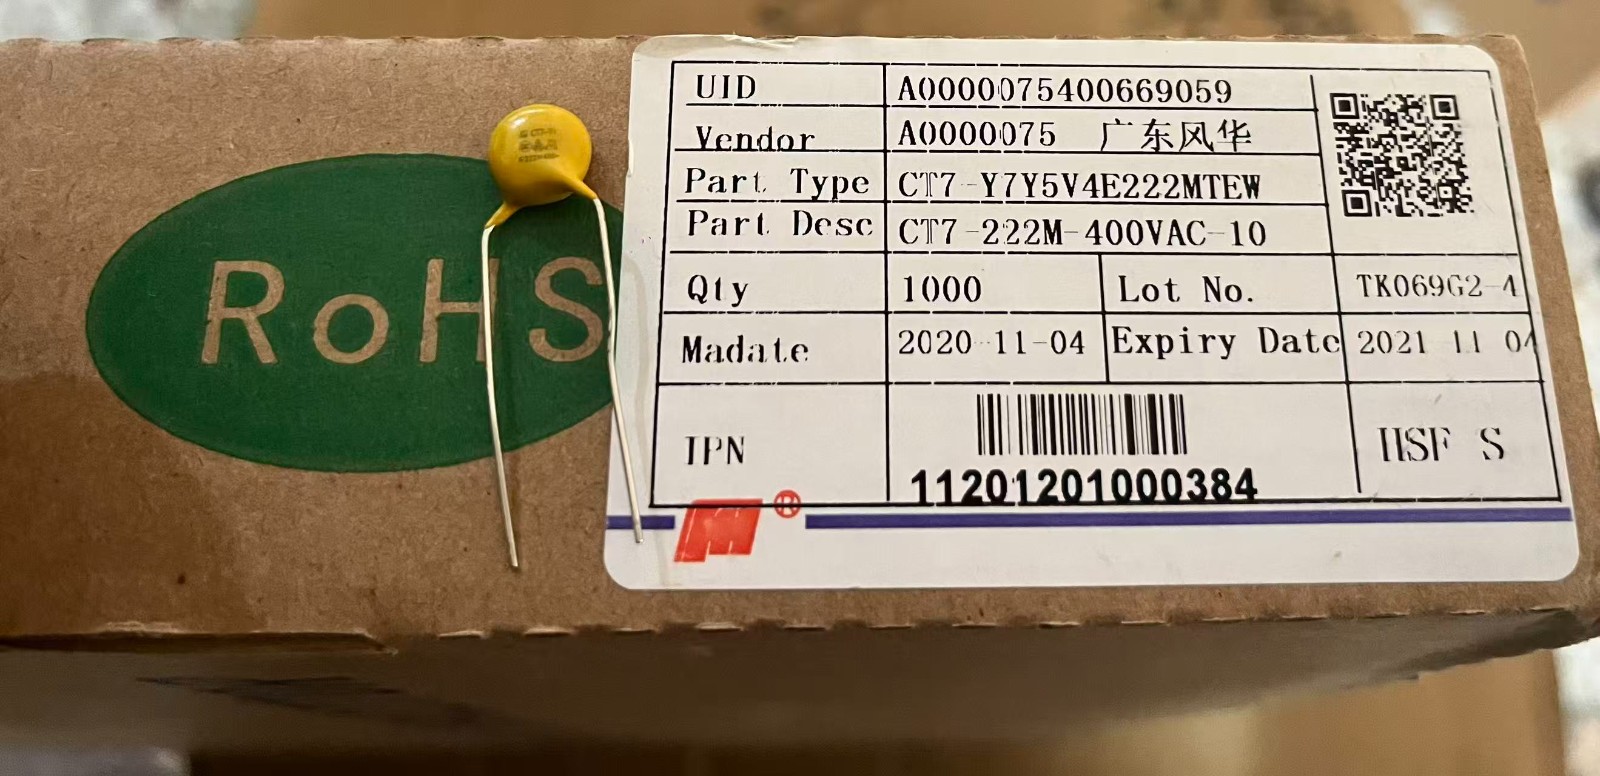 RoHS
UID A0000075400669059
Vendor A0000075 广东风华
Part Type CT7-Y7Y5V4E222MTEW
Part Desc CT7-222M-400VAC-10
Qty 1000 Lot No. TK069G2-4
Madate 2020-11-04 Expiry Date 2021-11-04
IPN 11201201000384 HSF S
®